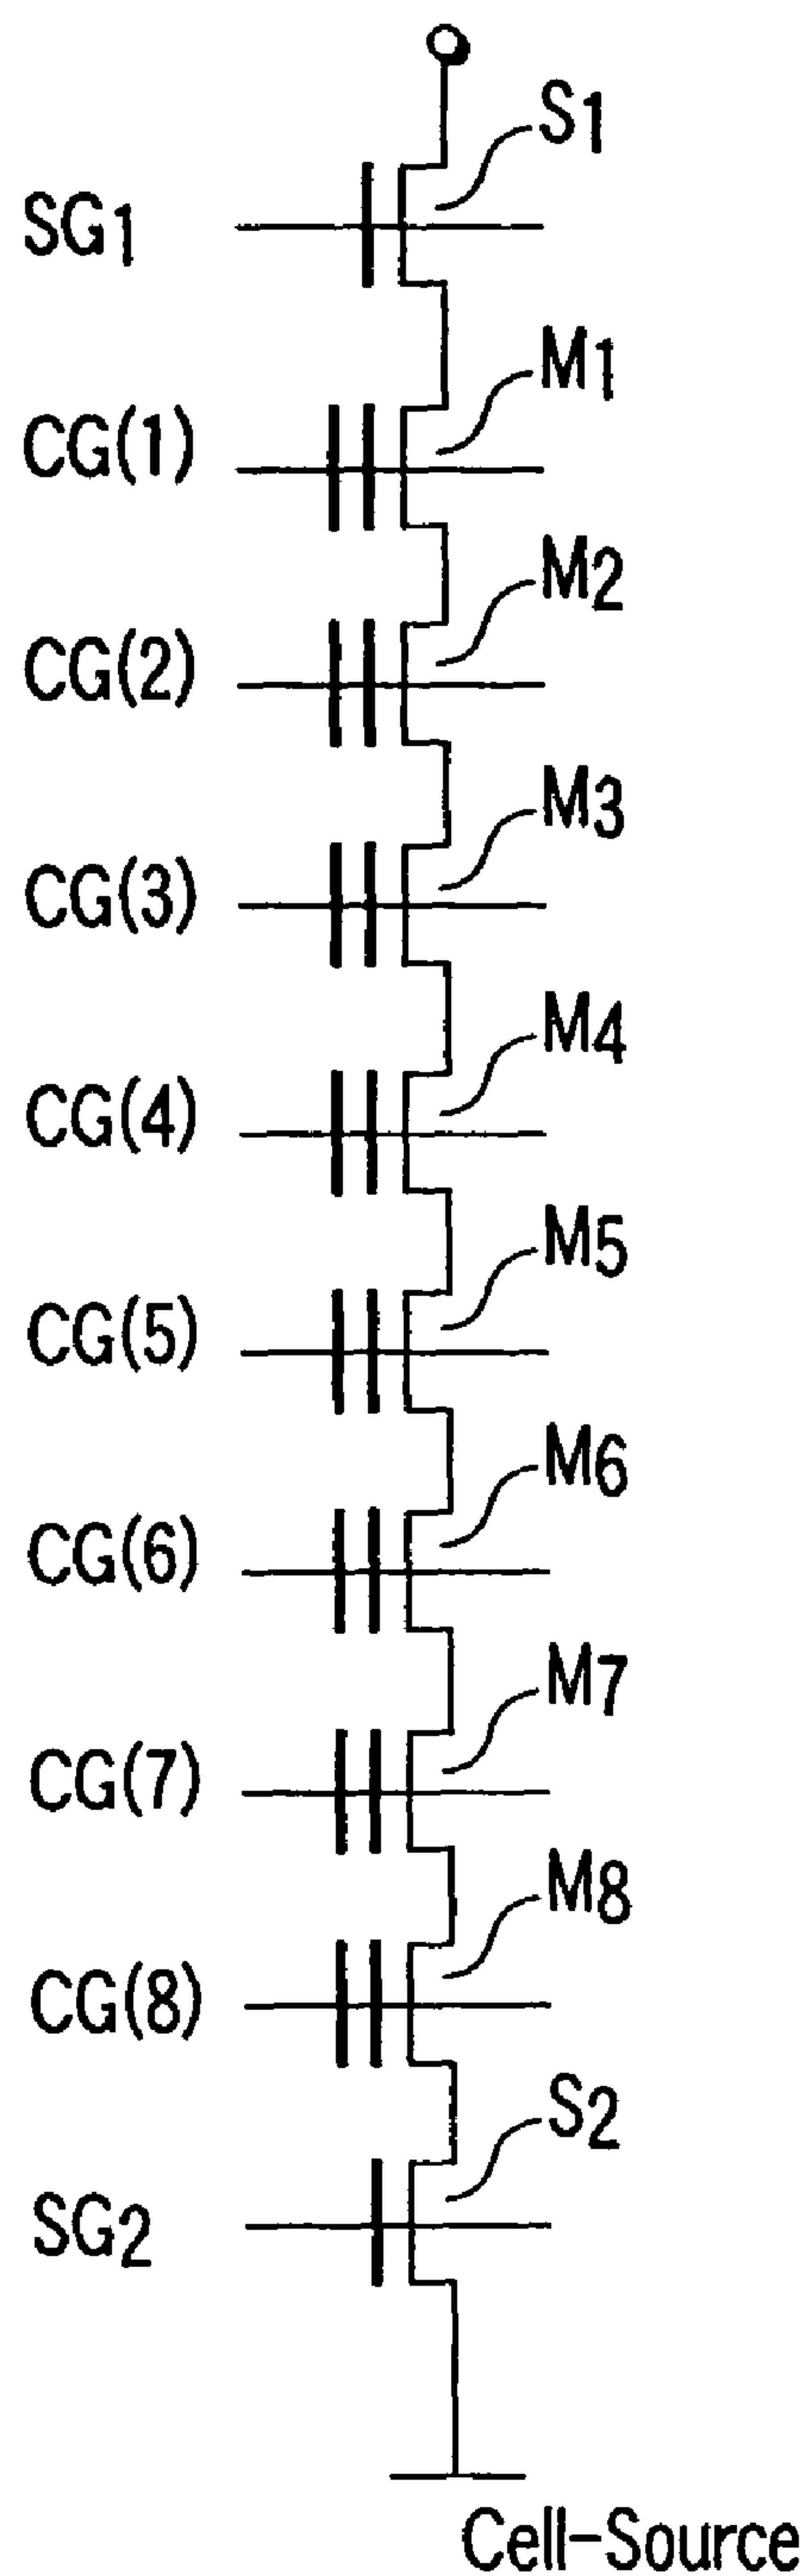 S1
SG1
M1
CG(1)
M2
CG(2)
M3
CG(3)
M4
CG(4)
M5
CG(5)
M6
CG(6)
M7
CG(7)
M8
CG(8)
S2
SG2
Cell-Source